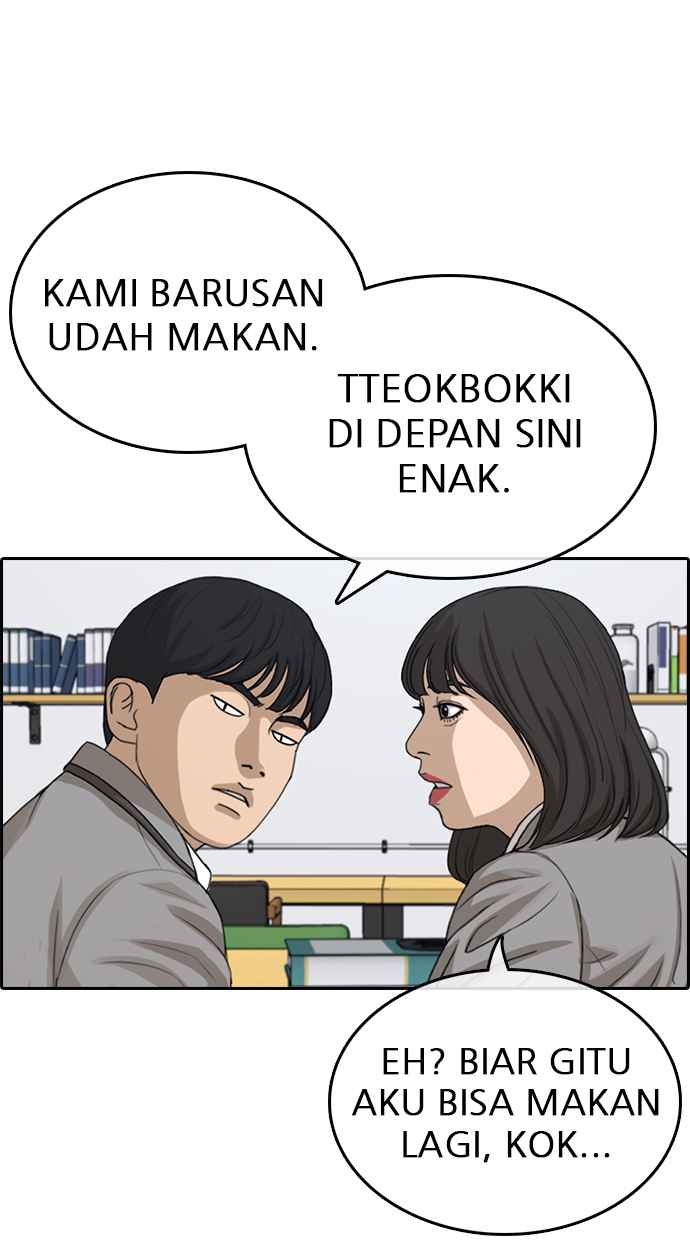 KAMI BARUSAN
UDAH MAKAN.
TTEOKBOKKI
DI DEPAN SINI
ENAK.
EH? BIAR GITU
AKU BISA MAKAN
LAGI, KOK...